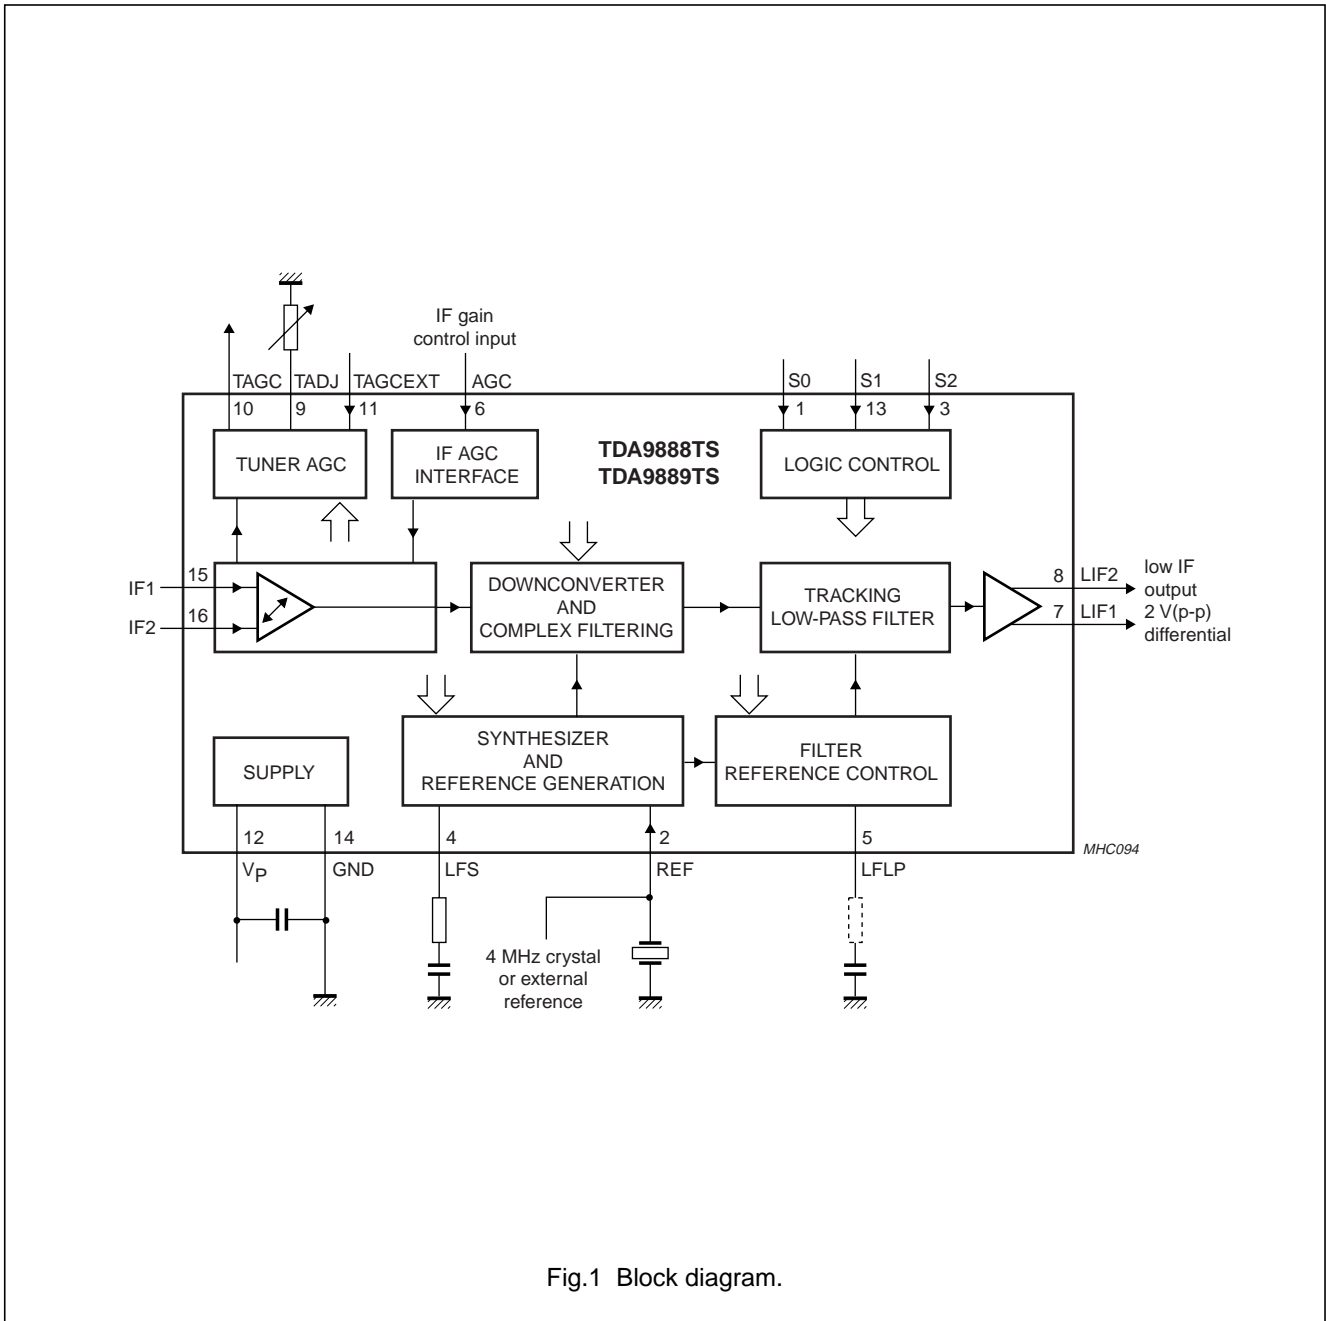 IF gain
control input
TAGC TADJ TAGCEXT AGC S0 S1 S2
10 9 11 6 1 13 3
TUNER AGC
IF AGC
INTERFACE
TDA9888TS
TDA9889TS
LOGIC CONTROL
IF1 15
IF2 16
DOWNCONVERTER
AND
COMPLEX FILTERING
TRACKING
LOW-PASS FILTER
8 LIF2
7 LIF1
low IF
output
2 V(p-p)
differential
SUPPLY
SYNTHESIZER
AND
REFERENCE GENERATION
FILTER
REFERENCE CONTROL
12 14 4 2 5
VP GND LFS REF LFLP
MHC094
4 MHz crystal
or external
reference
Fig.1 Block diagram.